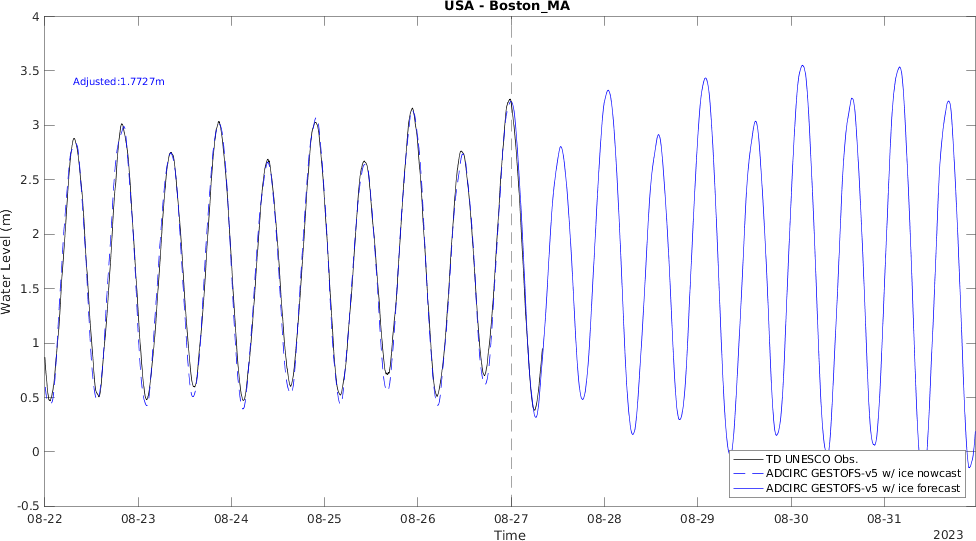 USA - Boston_MA
4
3.5
3
2.5
2
1.5
1
0.5
0
-0.5
Water Level (m)
Adjusted:1.7727m
TD UNESCO Obs.
ADCIRC GESTOFS-v5 w/ ice nowcast
ADCIRC GESTOFS-v5 w/ ice forecast
08-22 08-23 08-24 08-25 08-26 08-27 08-28 08-29 08-30 08-31
Time
2023